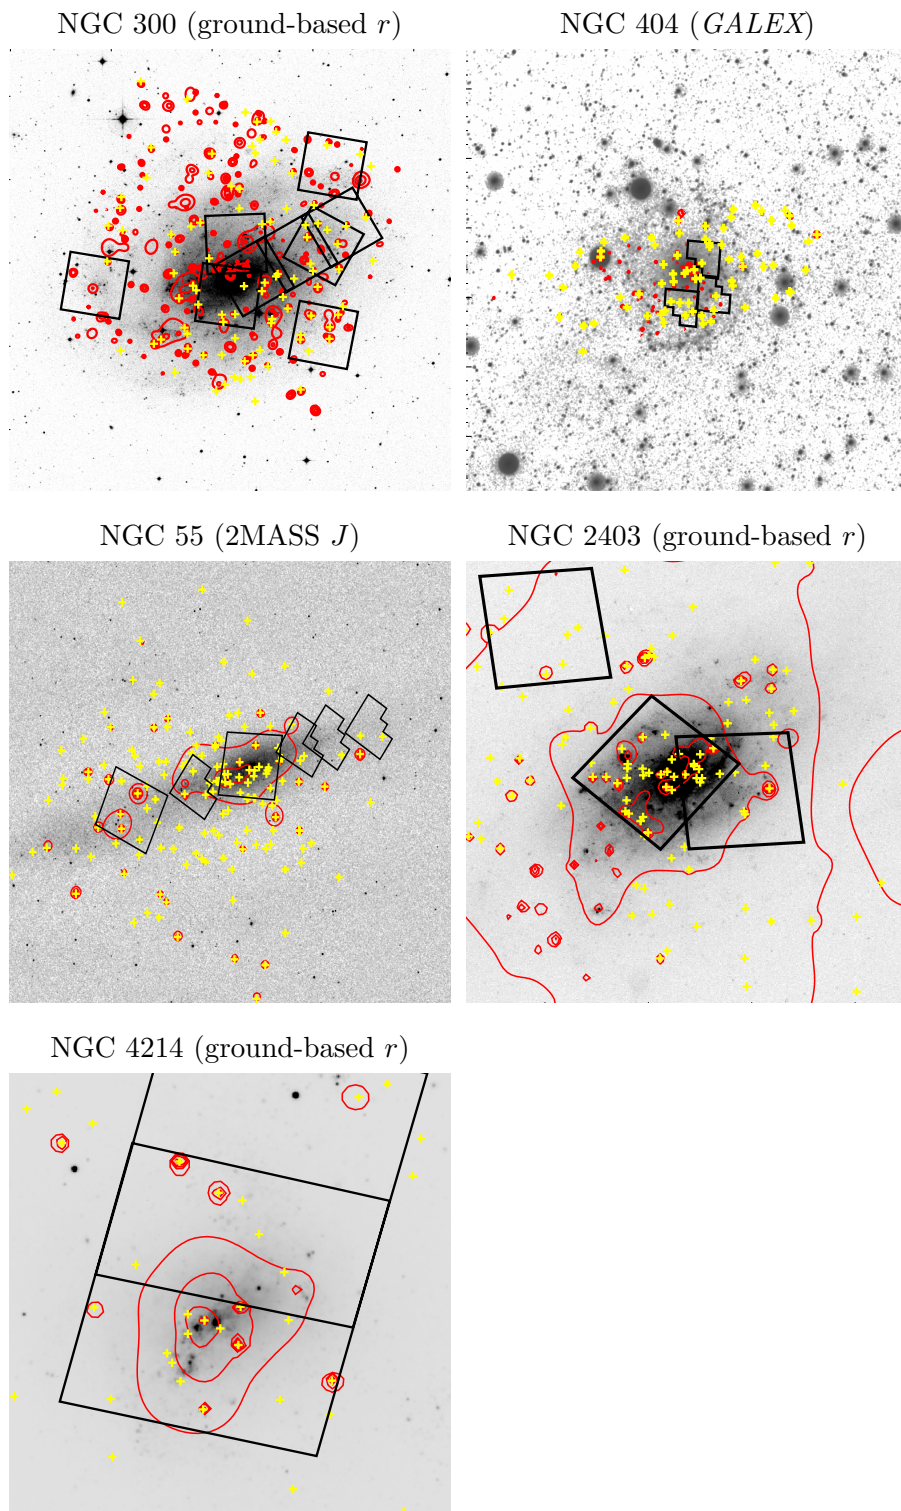 NGC 300 (ground-based r)
NGC 404 (GALEX)
NGC 55 (2MASS J)
NGC 2403 (ground-based r)
NGC 4214 (ground-based r)